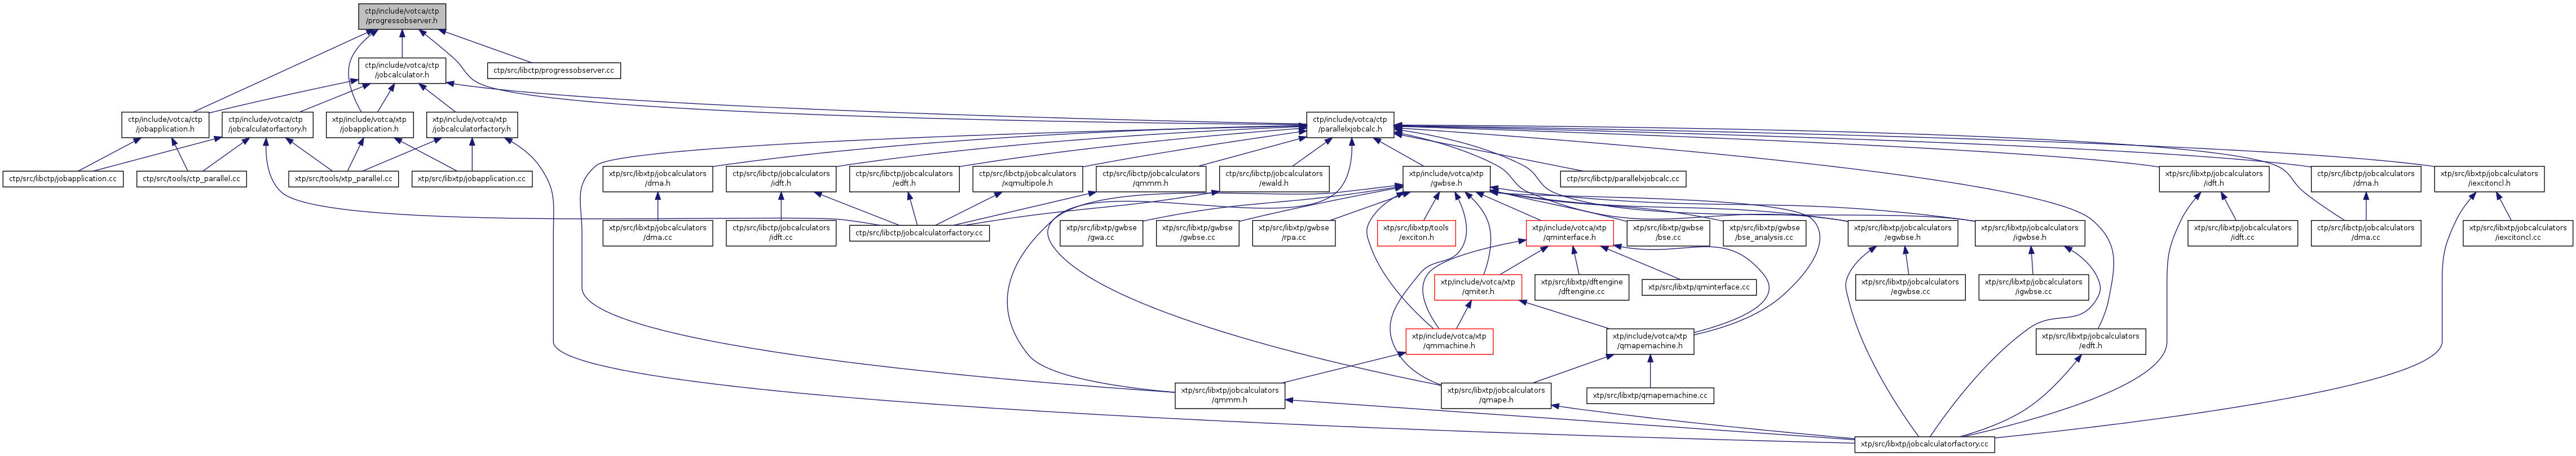 ctp/include/votca/ctp
/progressobserver.h
ctp/include/votca/ctp
/jobcalculator.h
ctp/src/libctp/progressobserver.cc
ctp/include/votca/ctp
/jobapplication.h
ctp/include/votca/ctp
/jobcalculatorfactory.h
xtp/include/votca/xtp
/jobapplication.h
xtp/include/votca/xtp
/jobcalculatorfactory.h
ctp/include/votca/ctp
/parallelxjobcalc.h
ctp/src/libctp/jobapplication.cc
ctp/src/tools/ctp_parallel.cc
xtp/src/tools/xtp_parallel.cc
xtp/src/libxtp/jobapplication.cc
xtp/src/libxtp/jobcalculators
/dma.h
ctp/src/libctp/jobcalculators
/idft.h
ctp/src/libctp/jobcalculators
/edft.h
ctp/src/libctp/jobcalculators
/xqmultipole.h
ctp/src/libctp/jobcalculators
/qmmm.h
ctp/src/libctp/jobcalculators
/ewald.h
xtp/include/votca/xtp
/gwbse.h
ctp/src/libctp/parallelxjobcalc.cc
xtp/src/libxtp/jobcalculators
/idft.h
ctp/src/libctp/jobcalculators
/dma.h
xtp/src/libxtp/jobcalculators
/iexcitoncl.h
xtp/src/libxtp/jobcalculators
/dma.cc
ctp/src/libctp/jobcalculators
/idft.cc
ctp/src/libctp/jobcalculatorfactory.cc
xtp/src/libxtp/gwbse
/gwa.cc
xtp/src/libxtp/gwbse
/gwbse.cc
xtp/src/libxtp/gwbse
/rpa.cc
xtp/src/libxtp/tools
/exciton.h
xtp/include/votca/xtp
/qminterface.h
xtp/src/libxtp/gwbse
/bse.cc
xtp/src/libxtp/gwbse
/bse_analysis.cc
xtp/src/libxtp/jobcalculators
/egwbse.h
xtp/src/libxtp/jobcalculators
/igwbse.h
xtp/src/libxtp/jobcalculators
/idft.cc
ctp/src/libctp/jobcalculators
/dma.cc
xtp/src/libxtp/jobcalculators
/iexcitoncl.cc
xtp/include/votca/xtp
/qmiter.h
xtp/src/libxtp/dftengine
/dftengine.cc
xtp/src/libxtp/qminterface.cc
xtp/src/libxtp/jobcalculators
/egwbse.cc
xtp/src/libxtp/jobcalculators
/igwbse.cc
xtp/include/votca/xtp
/qmmachine.h
xtp/include/votca/xtp
/qmapemachine.h
xtp/src/libxtp/jobcalculators
/edft.h
xtp/src/libxtp/jobcalculators
/qmmm.h
xtp/src/libxtp/jobcalculators
/qmape.h
xtp/src/libxtp/qmapemachine.cc
xtp/src/libxtp/jobcalculatorfactory.cc